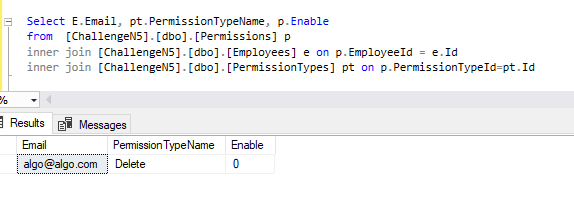 Select E.Email, pt.PermissionTypeName, p.Enable
from  [ChallengeN5].[dbo].[Permissions] p
inner join [ChallengeN5].[dbo].[Employees] e on p.EmployeeId = e.Id
inner join [ChallengeN5].[dbo].[PermissionTypes] pt on p.PermissionTypeId=pt.Id
%
Results Messages
Email PermissionTypeName Enable
algo@algo.com Delete 0